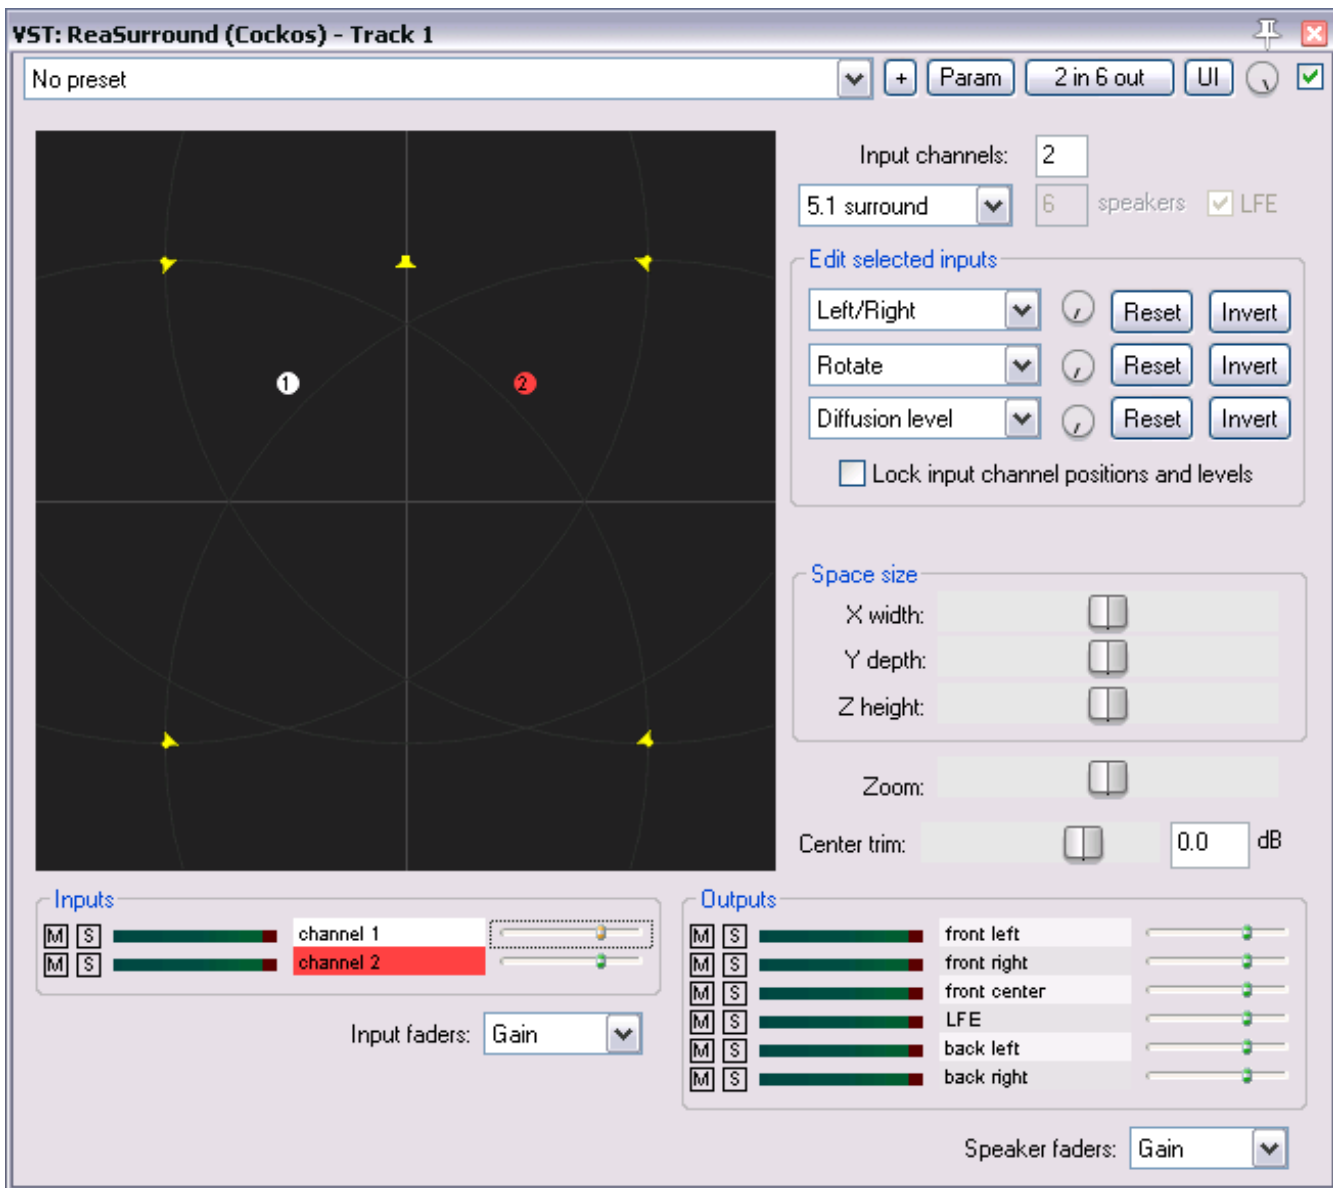 VST: ReaSurround (Cockos) - Track 1
No preset + Param 2 in 6 out UI
Input channels: 2
5.1 surround 6 speakers LFE
Edit selected inputs
Left/Right Reset Invert
Rotate Reset Invert
Diffusion level Reset Invert
Lock input channel positions and levels
1 2
Space size
X width:
Y depth:
Z height:
Zoom:
Center trim: 0.0 dB
Inputs
M S channel 1
M S channel 2
Input faders: Gain
Outputs
M S front left
M S front right
M S front center
M S LFE
M S back left
M S back right
Speaker faders: Gain